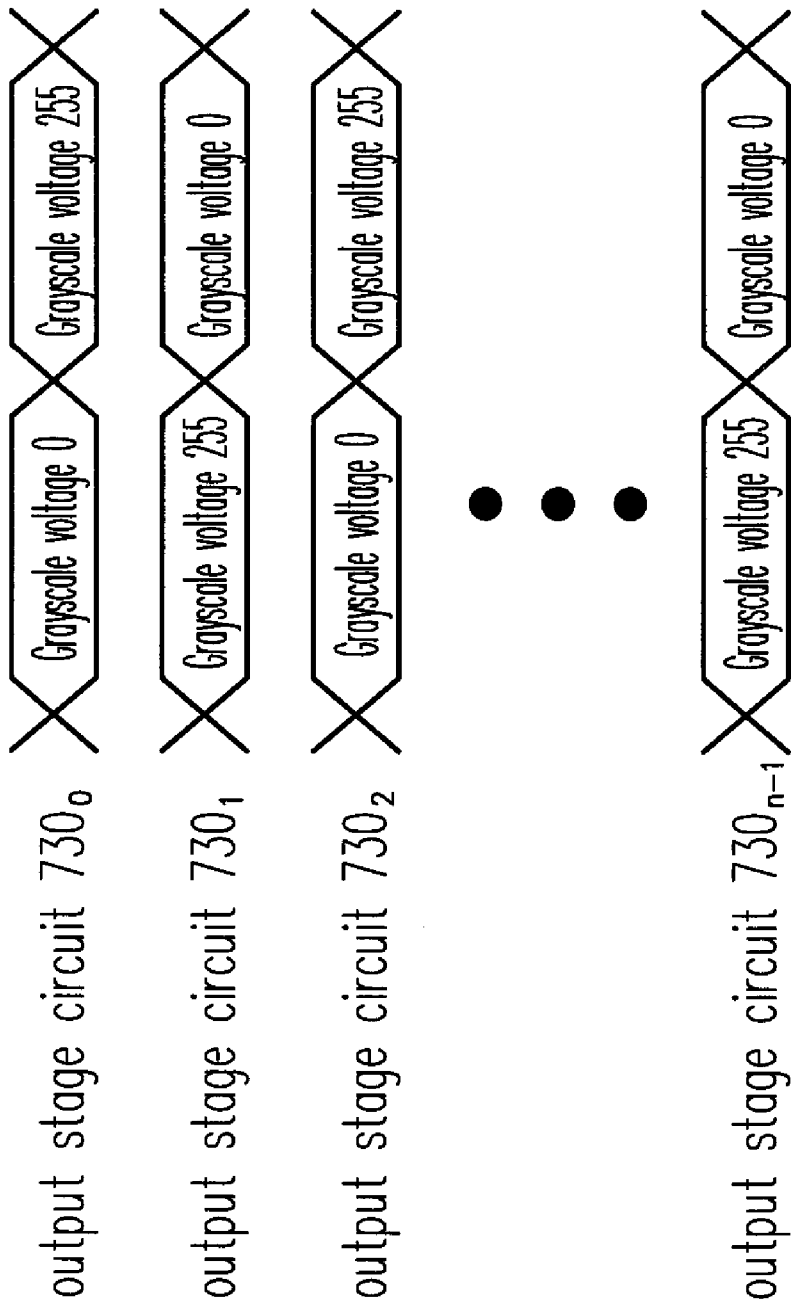 output stage circuit 730₀ Grayscale voltage 0 Grayscale voltage 255
output stage circuit 730₁ Grayscale voltage 255 Grayscale voltage 0
output stage circuit 730₂ Grayscale voltage 0 Grayscale voltage 255
output stage circuit 730ₙ₋₁ Grayscale voltage 255 Grayscale voltage 0